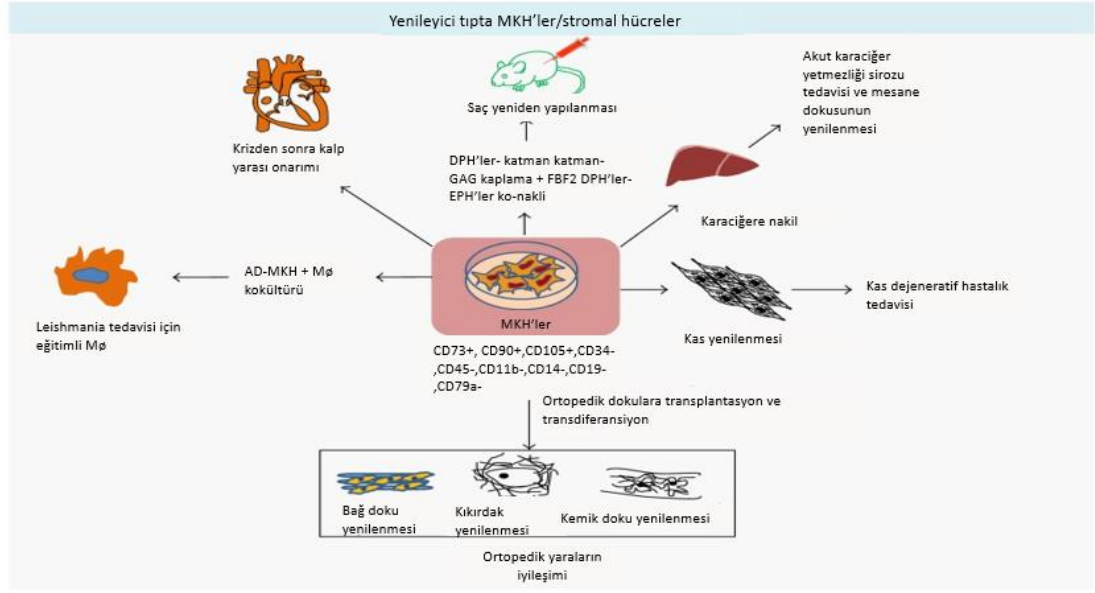 Yenileyici tıpta MKH’ler/stromal hücreler
Krizden sonra kalp
yarası onarımı
Saç yeniden yapılanması
DPH’ler- katman katman-
GAG kaplama + FBF2 DPH’ler-
EPH’ler ko-nakli
Akut karaciğer
yetmezliği sirozu
tedavisi ve mesane
dokusunun
yenilenmesi
Karaciğere nakil
AD-MKH + Mø
kokültürü
Leishmania tedavisi için
eğitimli Mø
MKH’ler
CD73+, CD90+,CD105+,CD34-
,CD45-,CD11b-,CD14-,CD19-
,CD79a-
Kas yenilenmesi
Kas dejeneratif hastalık
tedavisi
Ortopedik dokulara transplantasyon ve
transdiferansiyon
Bağ doku
yenilenmesi
Kıkırdak
yenilenmesi
Kemik doku yenilenmesi
Ortopedik yaraların
iyileşimi